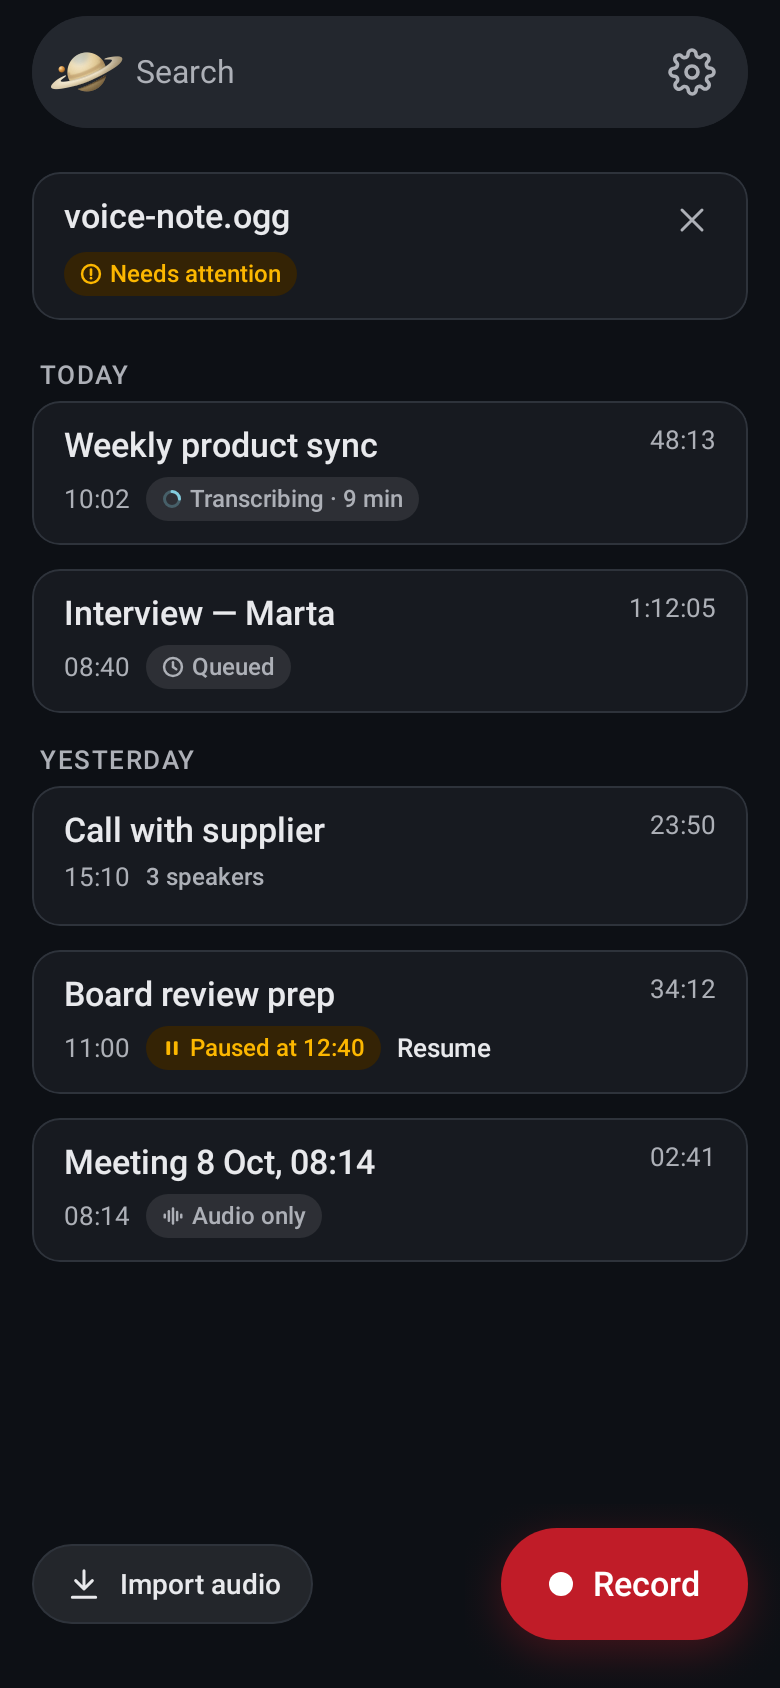 Search
voice-note.ogg
Needs attention
TODAY
Weekly product sync 48:13
10:02 Transcribing · 9 min
Interview — Marta 1:12:05
08:40 Queued
YESTERDAY
Call with supplier 23:50
15:10 3 speakers
Board review prep 34:12
11:00 Paused at 12:40 Resume
Meeting 8 Oct, 08:14 02:41
08:14 Audio only
Import audio Record